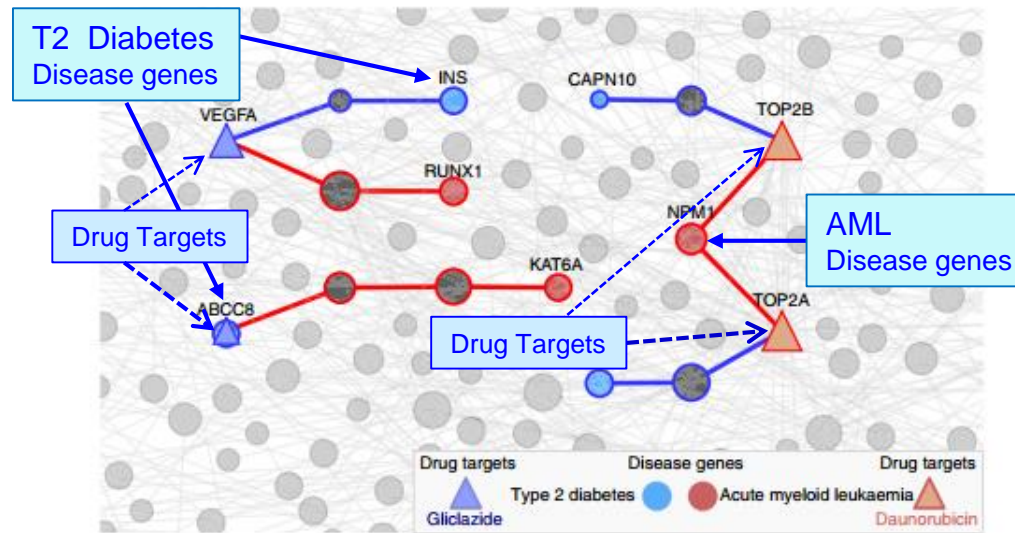 T2 Diabetes
Disease genes
INS
CAPN10
VEGFA
TOP2B
RUNX1
Drug Targets
NPM1
AML
Disease genes
KAT6A
ABCC8
TOP2A
Drug Targets
Drug targets
Disease genes
Drug targets
Type 2 diabetes
Acute myeloid leukaemia
Gliclazide
Daunorubicin